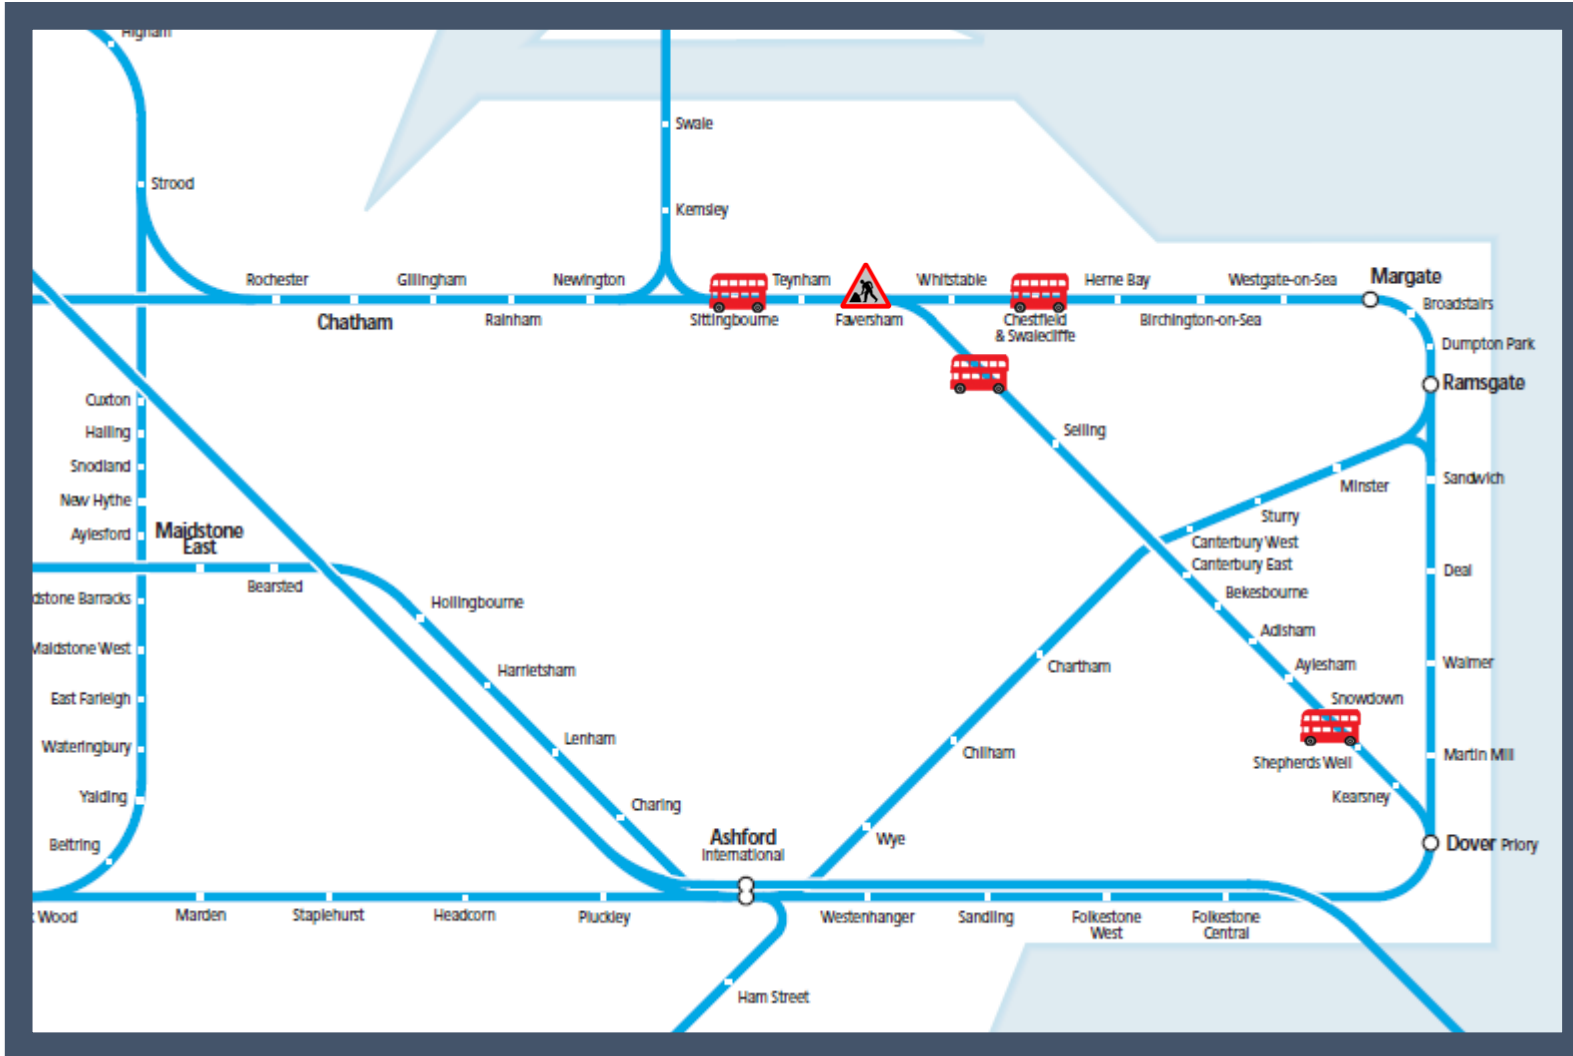 Higham
Swale
Strood
Kemsley
Rochester
Gillingham
Newington
Teynham
Whitstable
Herne Bay
Westgate-on-Sea
Margate
Broadstairs
Chatham
Rainham
Sittingbourne
Faversham
Chestfield
& Swalecliffe
Birchington-on-Sea
Dumpton Park
Ramsgate
Cuxton
Halling
Snodland
New Hythe
Aylesford
Maidstone
East
Bearsted
dstone Barracks
Maidstone West
East Farleigh
Wateringbury
Yalding
Beltring
Hollingbourne
Harrietsham
Lenham
Charing
Selling
Minster
Sturry
Canterbury West
Canterbury East
Bekesbourne
Adisham
Aylesham
Snowdown
Shepherds Well
Kearsney
Sandwich
Deal
Walmer
Martin Mill
Dover Priory
Chartham
Chilham
Wye
Ashford
International
Wood
Marden
Staplehurst
Headcorn
Pluckley
Westenhanger
Sandling
Folkestone
West
Folkestone
Central
Ham Street